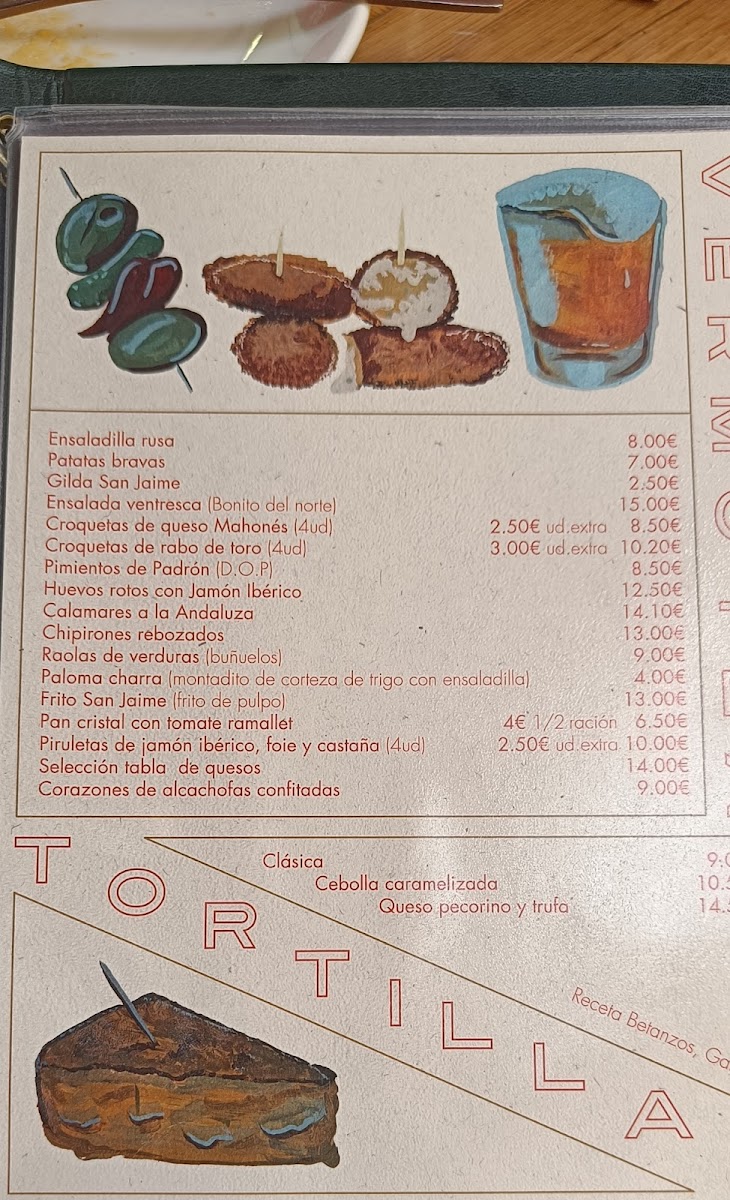 Ensaladilla rusa 8.00€
Patatas bravas 7.00€
Gilda San Jaime 2.50€
Ensalada ventresca (Bonito del norte) 15.00€
Croquetas de queso Mahonés (4ud) 2.50€ ud.extra 8.50€
Croquetas de rabo de toro (4ud) 3.00€ ud.extra 10.20€
Pimientos de Padrón (D.O.P) 8.50€
Huevos rotos con Jamón Ibérico 12.50€
Calamares a la Andaluza 14.10€
Chipirones rebozados 13.00€
Raolas de verduras (buñuelos) 9.00€
Paloma charra (montadito de corteza de trigo con ensaladilla) 4.00€
Frito San Jaime (frito de pulpo) 13.00€
Pan cristal con tomate ramallet 4€ 1/2 ración 6.50€
Piruletas de jamón ibérico, foie y castaña (4ud) 2.50€ ud.extra 10.00€
Selección tabla de quesos 14.00€
Corazones de alcachofas confitadas 9.00€
VERMUTE
TORTILLA
Clásica 9.0
Cebolla caramelizada 10.5
Queso pecorino y trufa 14.
Receta Betanzos, Ga